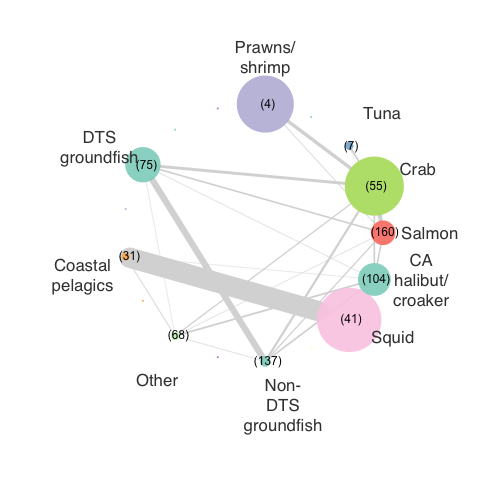 Prawns/
shrimp
(4)
Tuna
(7)
DTS
groundfish
(75)
Crab
(55)
(160)
Salmon
(31)
Coastal
pelagics
CA
halibut/
croaker
(104)
(41)
Squid
(68)
(137)
Other
Non-
DTS
groundfish